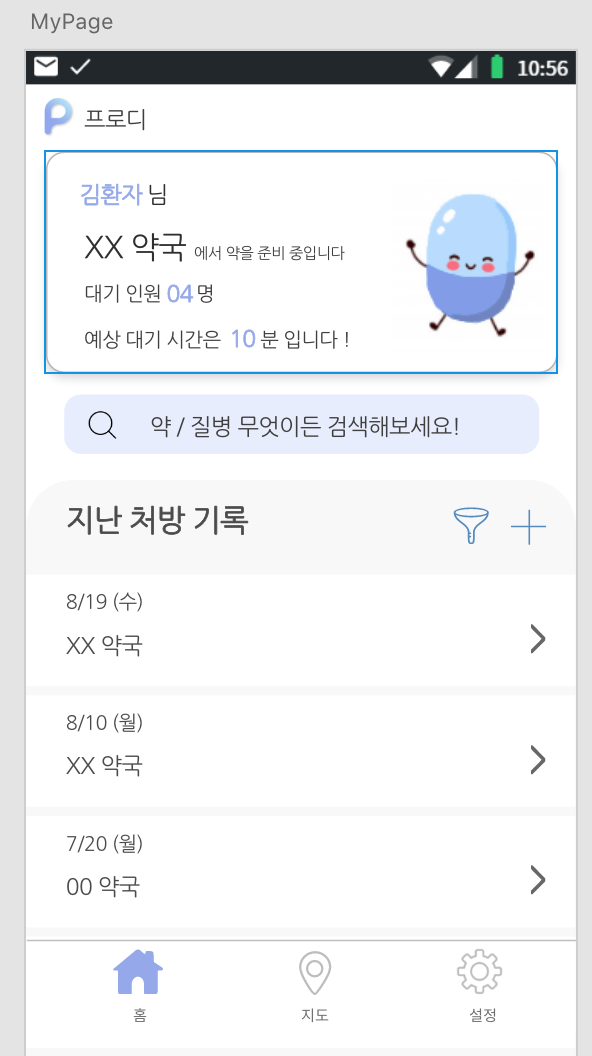 MyPage
10:56
프로디
김환자 님
XX 약국 에서 약을 준비 중입니다
대기 인원 04 명
예상 대기 시간은 10 분 입니다 !
약 / 질병 무엇이든 검색해보세요!
지난 처방 기록
8/19 (수)
XX 약국
8/10 (월)
XX 약국
7/20 (월)
00 약국
홈 지도 설정